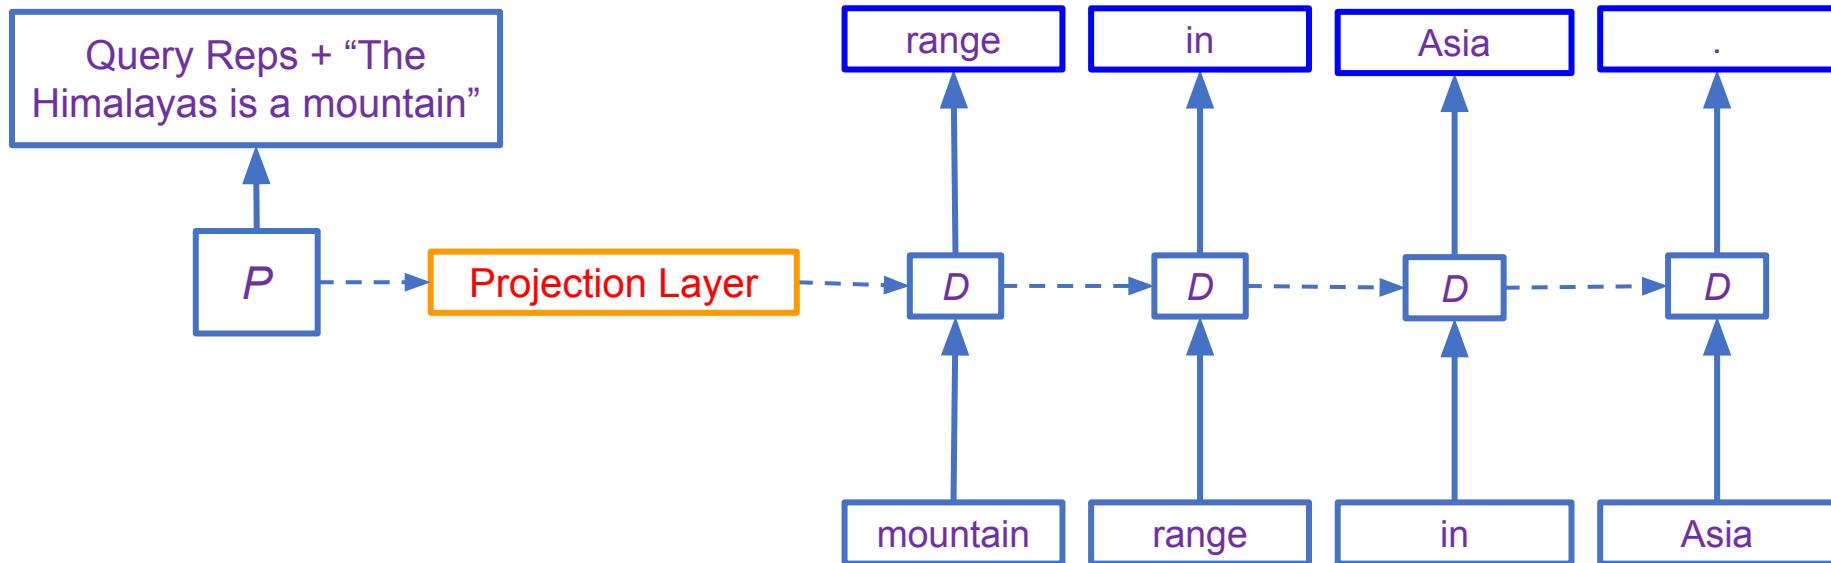 Query Reps + “The
Himalayas is a mountain”
range
in
Asia
.
P
Projection Layer
D
D
D
D
mountain
range
in
Asia